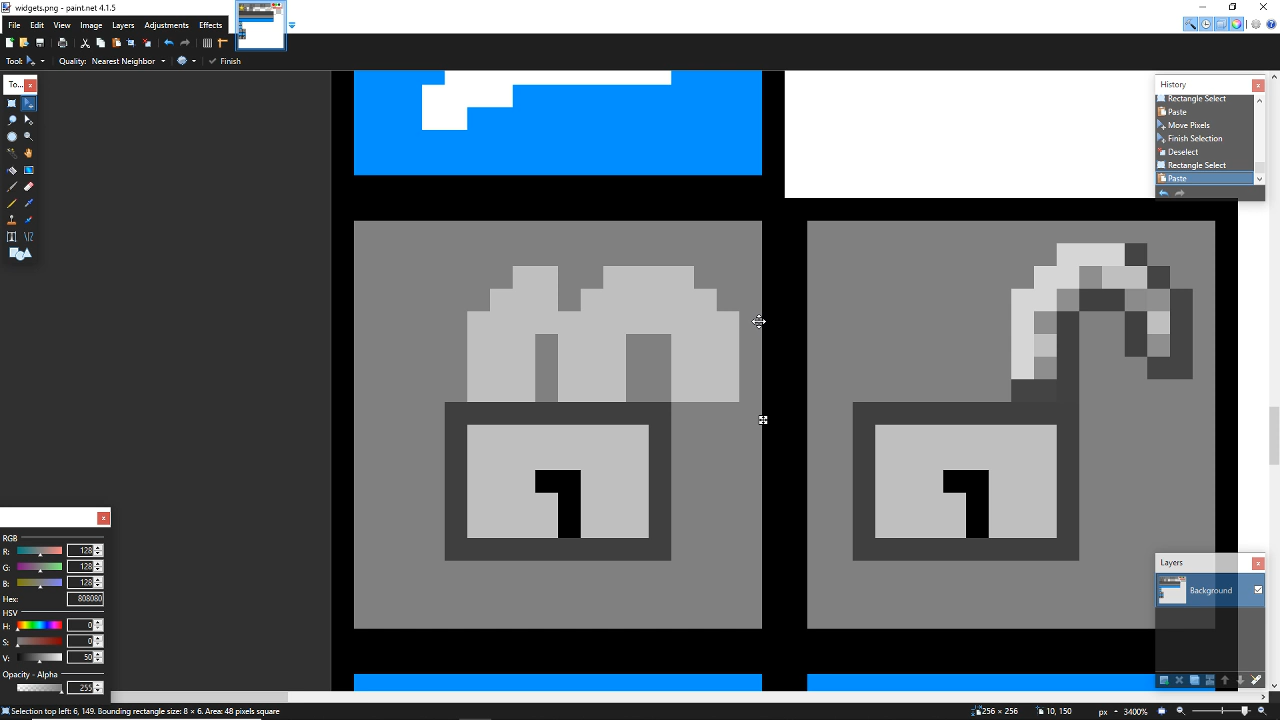 widgets.png - paint.net 4.1.5
File Edit View Image Layers Adjustments Effects
Tool: Quality: Nearest Neighbor Finish
To...
History
Rectangle Select
Paste
Move Pixels
Finish Selection
Deselect
Rectangle Select
Paste
RGB
R: 128
G: 128
B: 128
Hex: 808080
HSV
H: 0
S: 0
V: 50
Opacity - Alpha
255
Layers
Background
Selection top left: 6, 149. Bounding rectangle size: 8 × 6. Area: 48 pixels square 256 × 256 10, 150 px 3400%